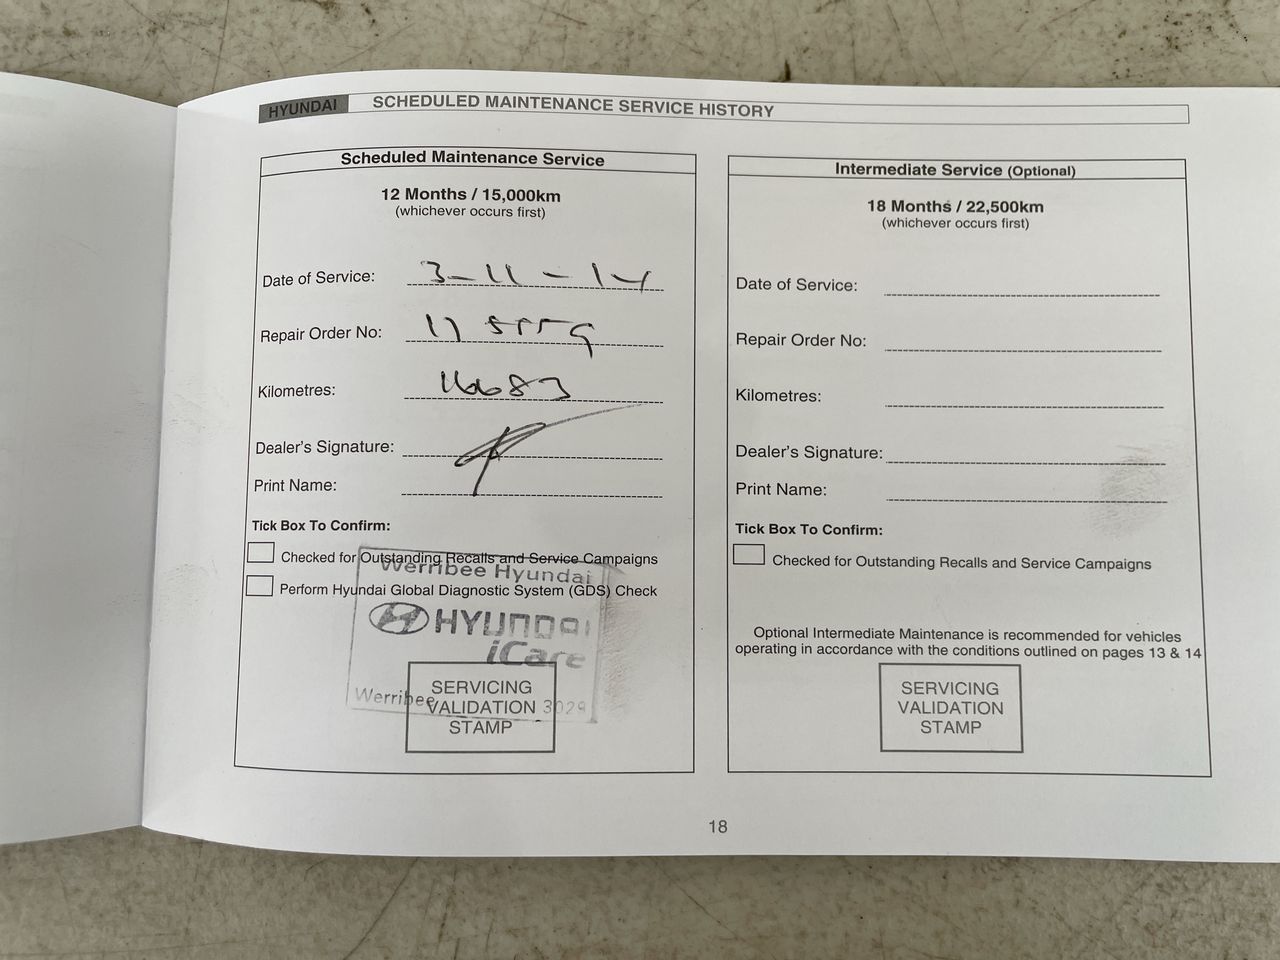 HYUNDAI SCHEDULED MAINTENANCE SERVICE HISTORY
Scheduled Maintenance Service
12 Months / 15,000km
(whichever occurs first)
Date of Service: 3-11-14
Repair Order No:
Kilometres: 16683
Dealer's Signature:
Print Name:
Tick Box To Confirm:
Checked for Outstanding Recalls and Service Campaigns
Werribee Hyundai
Perform Hyundai Global Diagnostic System (GDS) Check
HYUNDAI
iCare
Werribee 3029
SERVICING
VALIDATION
STAMP
Intermediate Service (Optional)
18 Months / 22,500km
(whichever occurs first)
Date of Service:
Repair Order No:
Kilometres:
Dealer's Signature:
Print Name:
Tick Box To Confirm:
Checked for Outstanding Recalls and Service Campaigns
Optional Intermediate Maintenance is recommended for vehicles
operating in accordance with the conditions outlined on pages 13 & 14
SERVICING
VALIDATION
STAMP
18